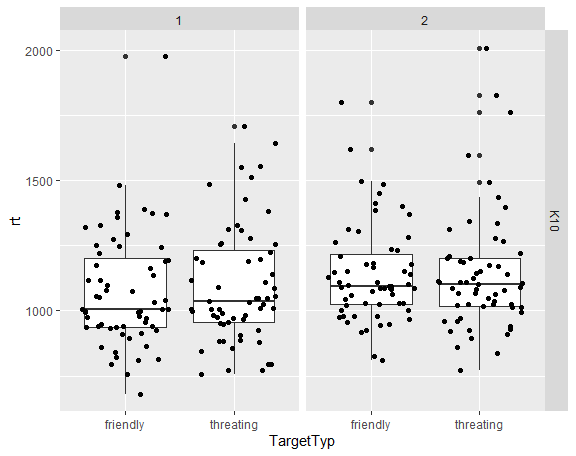 1 2
2000
1500
1000
rt
K10
friendly threating friendly threating
TargetTyp